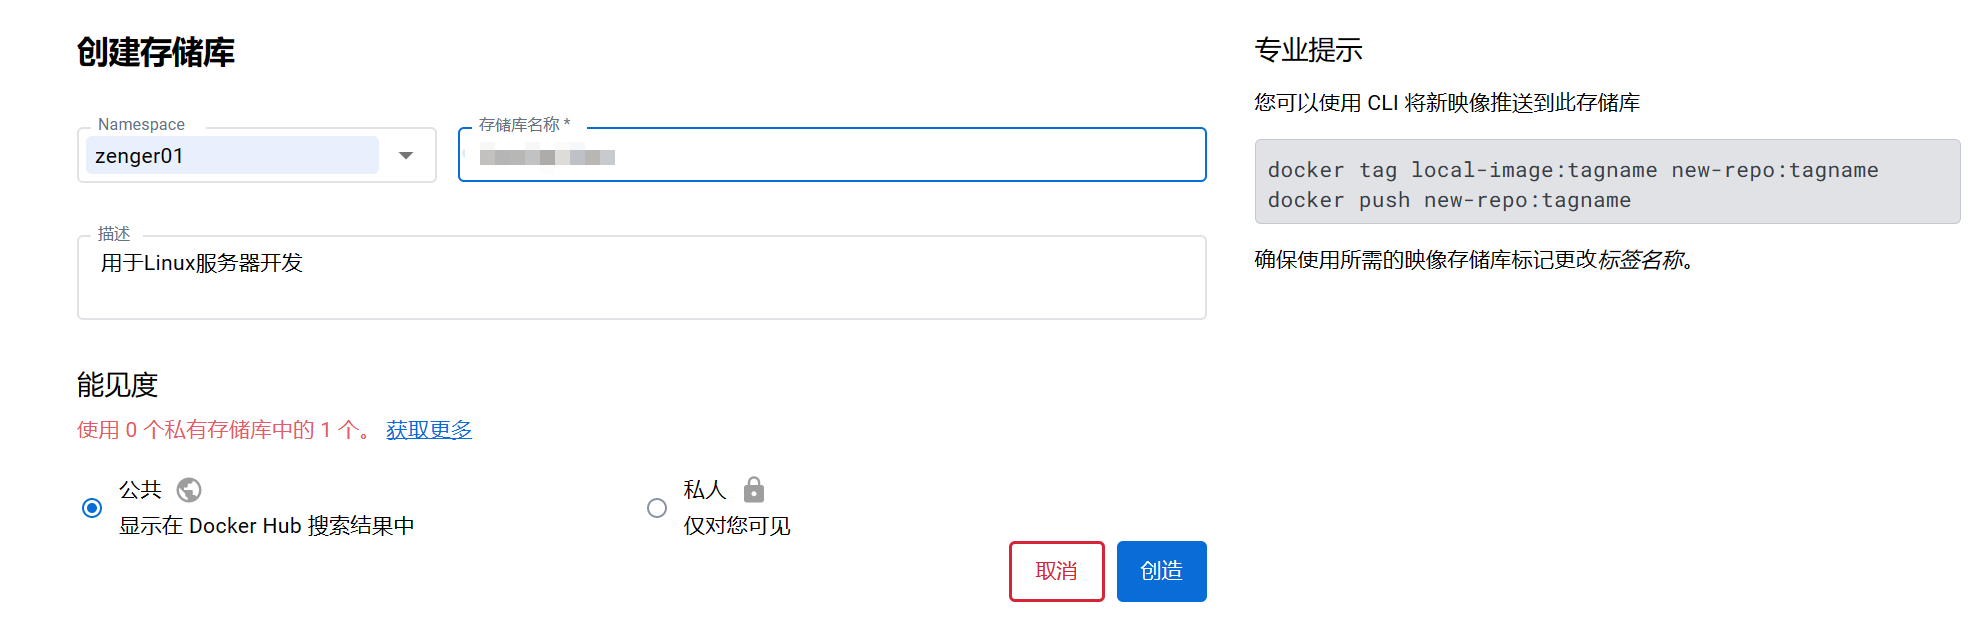 创建存储库
Namespace
zenger01
存储库名称 *
描述
用于Linux服务器开发
能见度
使用 0 个私有存储库中的 1 个。 获取更多
公共
显示在 Docker Hub 搜索结果中
私人
仅对您可见
取消
创造
专业提示
您可以使用 CLI 将新映像推送到此存储库
docker tag local-image:tagname new-repo:tagname
docker push new-repo:tagname
确保使用所需的映像存储库标记更改标签名称。